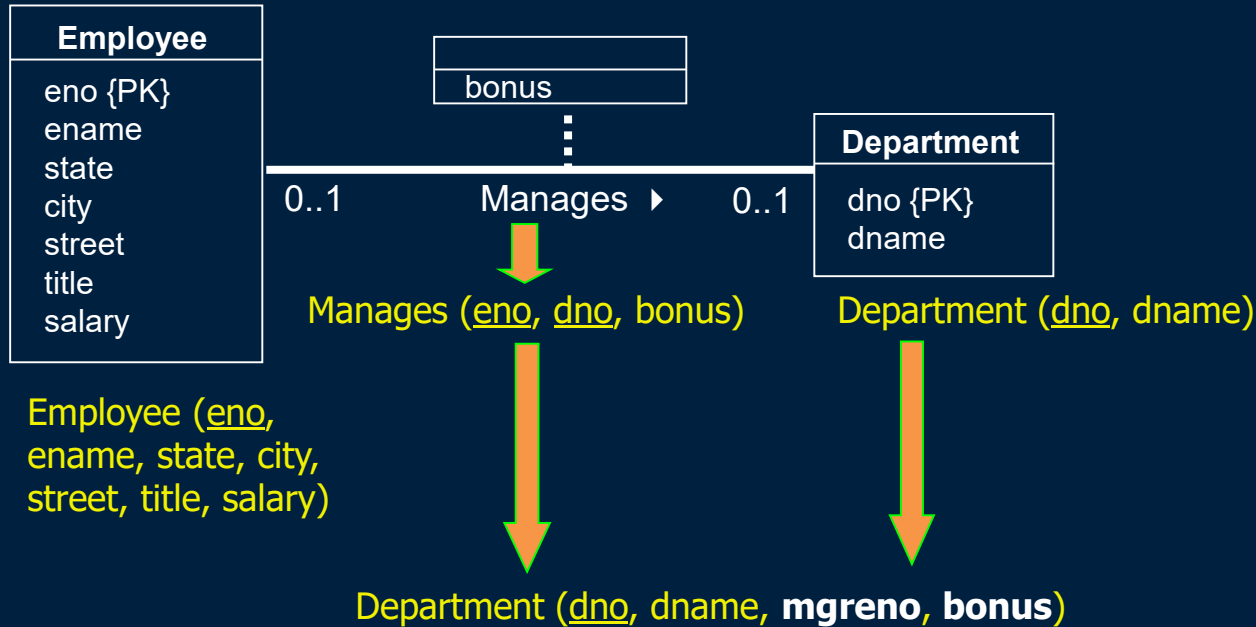 Employee
eno {PK}
ename
state
city
street
title
salary
bonus
0..1
Manages ▶
0..1
Department
dno {PK}
dname
Manages (eno, dno, bonus)
Department (dno, dname)
Employee (eno,
ename, state, city,
street, title, salary)
Department (dno, dname, mgreno, bonus)